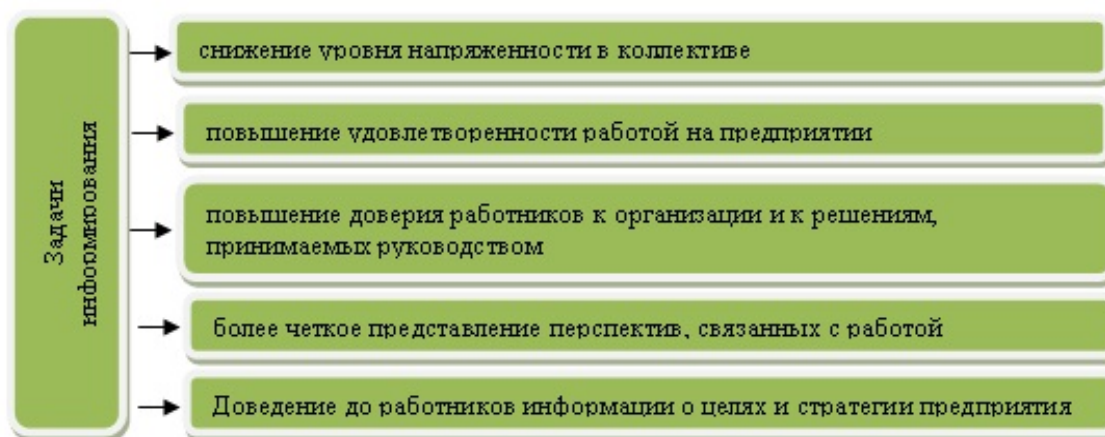 Задачи
информирования
снижение уровня напряженности в коллективе
повышение удовлетворенности работой на предприятии
повышение доверия работников к организации и к решениям,
принимаемых руководством
более четкое представление перспектив, связанных с работой
Доведение до работников информации о целях и стратегии предприятия